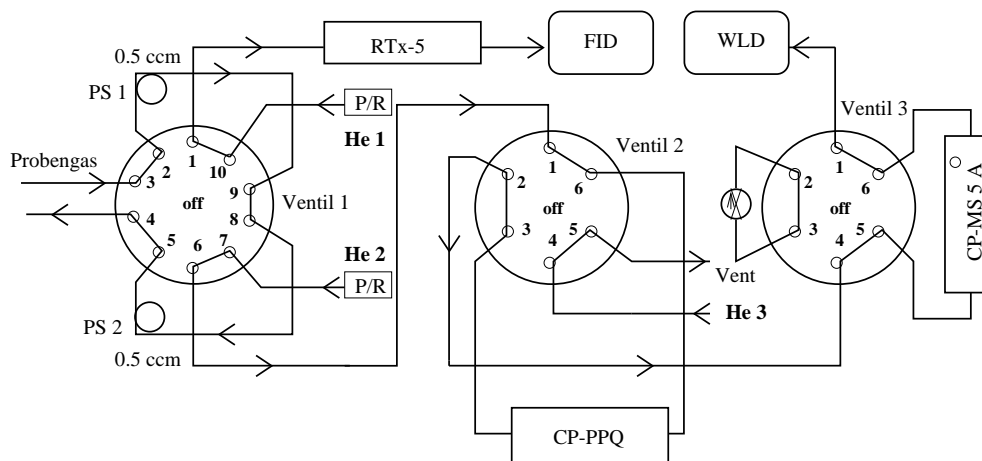 RTx-5
FID
WLD
0.5 ccm
PS 1
P/R
He 1
Ventil 2
Ventil 3
Probengas
1
2
3
4
5
6
7
8
9
10
off
Ventil 1
1
2
3
4
5
6
off
1
2
3
4
5
6
off
CP-MS 5 A
He 2
P/R
Vent
He 3
PS 2
0.5 ccm
CP-PPQ